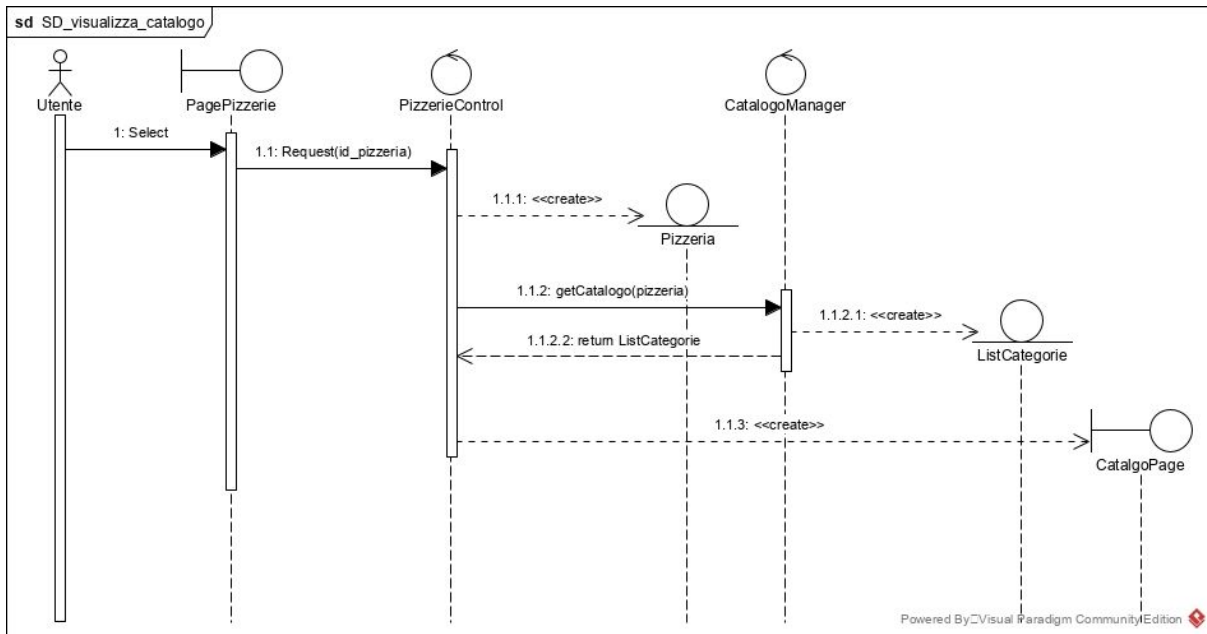 sd SD_visualizza_catalogo
Utente
PagePizzerie
PizzerieControl
CatalogoManager
1: Select
1.1: Request(id_pizzeria)
1.1.1: <<create>>
Pizzeria
1.1.2: getCatalogo(pizzeria)
1.1.2.1: <<create>>
1.1.2.2: return ListCategorie
ListCategorie
1.1.3: <<create>>
CatalgoPage
Powered By Visual Paradigm Community Edition